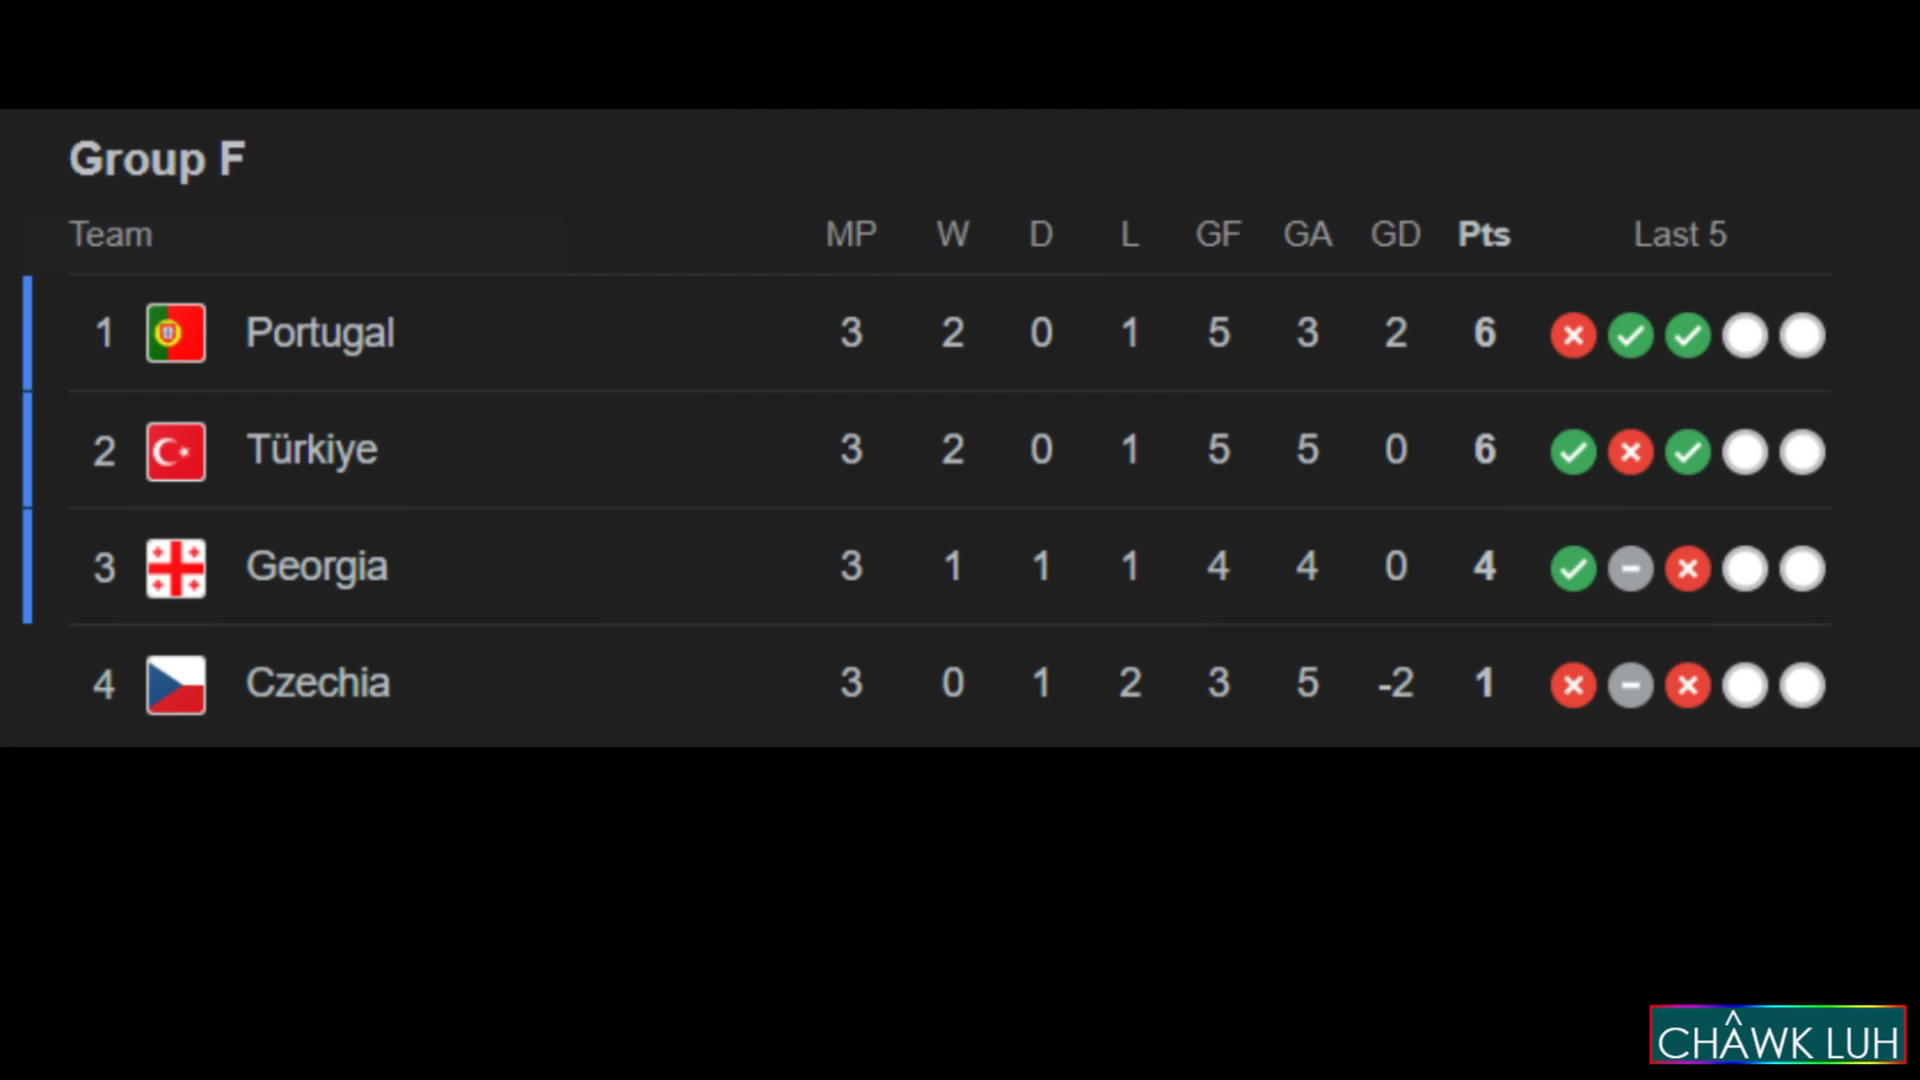 Group F
Team MP W D L GF GA GD Pts Last 5
1 Portugal 3 2 0 1 5 3 2 6
2 Türkiye 3 2 0 1 5 5 0 6
3 Georgia 3 1 1 1 4 4 0 4
4 Czechia 3 0 1 2 3 5 -2 1
CHÂWK LUH